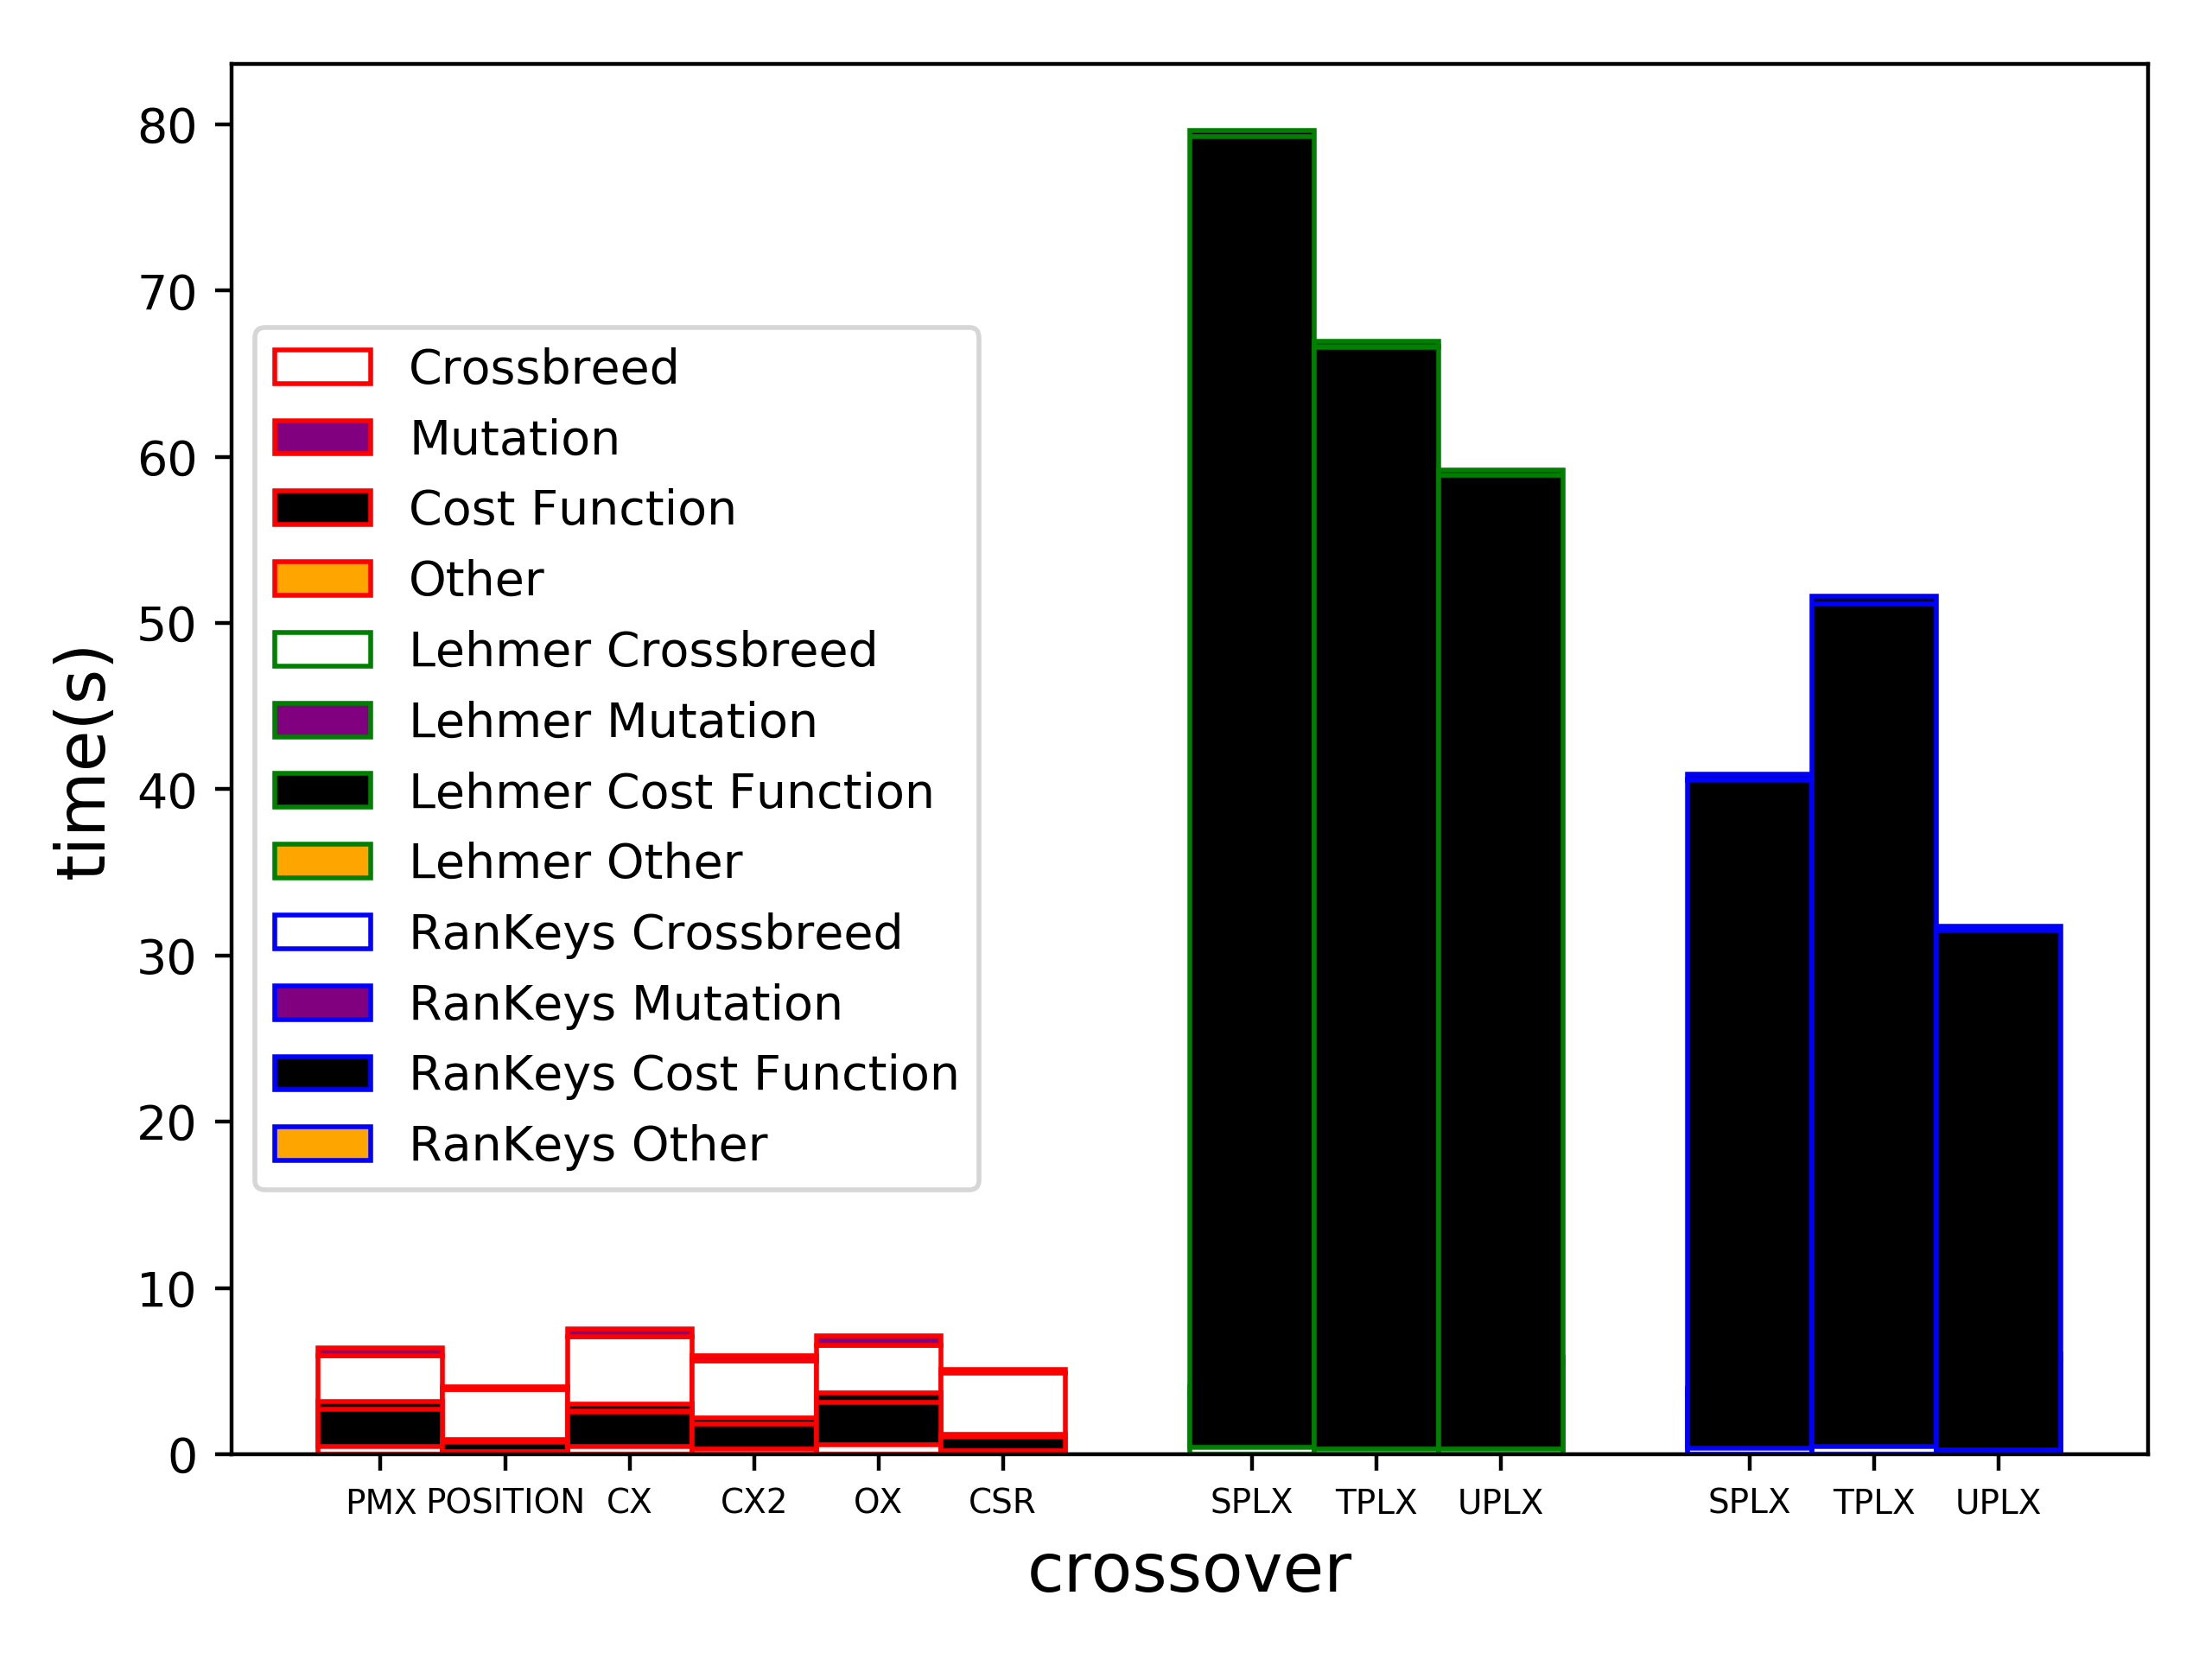 80
70
60
50
40
30
20
10
0
time(s)
Crossbreed
Mutation
Cost Function
Other
Lehmer Crossbreed
Lehmer Mutation
Lehmer Cost Function
Lehmer Other
RanKeys Crossbreed
RanKeys Mutation
RanKeys Cost Function
RanKeys Other
PMX POSITION CX CX2 OX CSR SPLX TPLX UPLX SPLX TPLX UPLX
crossover